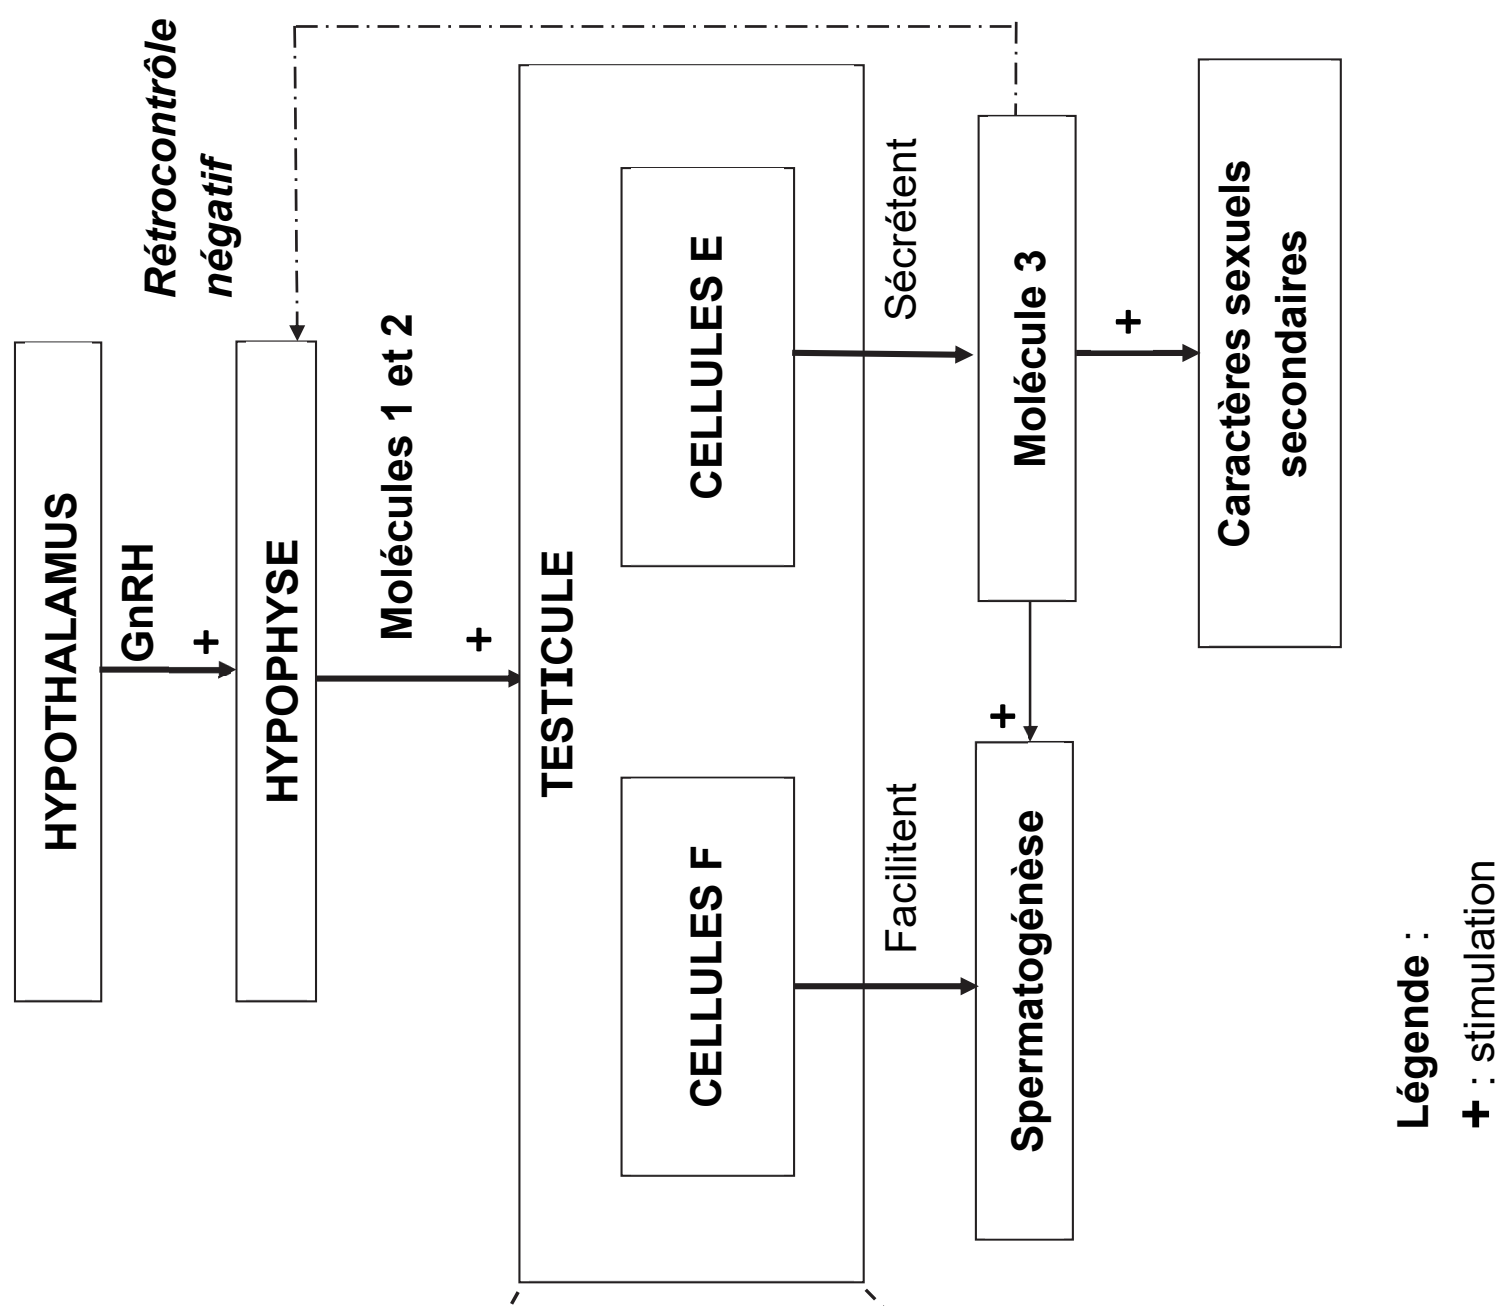 HYPOTHALAMUS
GnRH
+
Rétrocontrôle
négatif
HYPOPHYSE
Molécules 1 et 2
+
TESTICULE
CELLULES F
CELLULES E
Facilitent
Sécrétent
Spermatogénèse
+
Molécule 3
+
Caractères sexuels
secondaires
Légende :
+ : stimulation